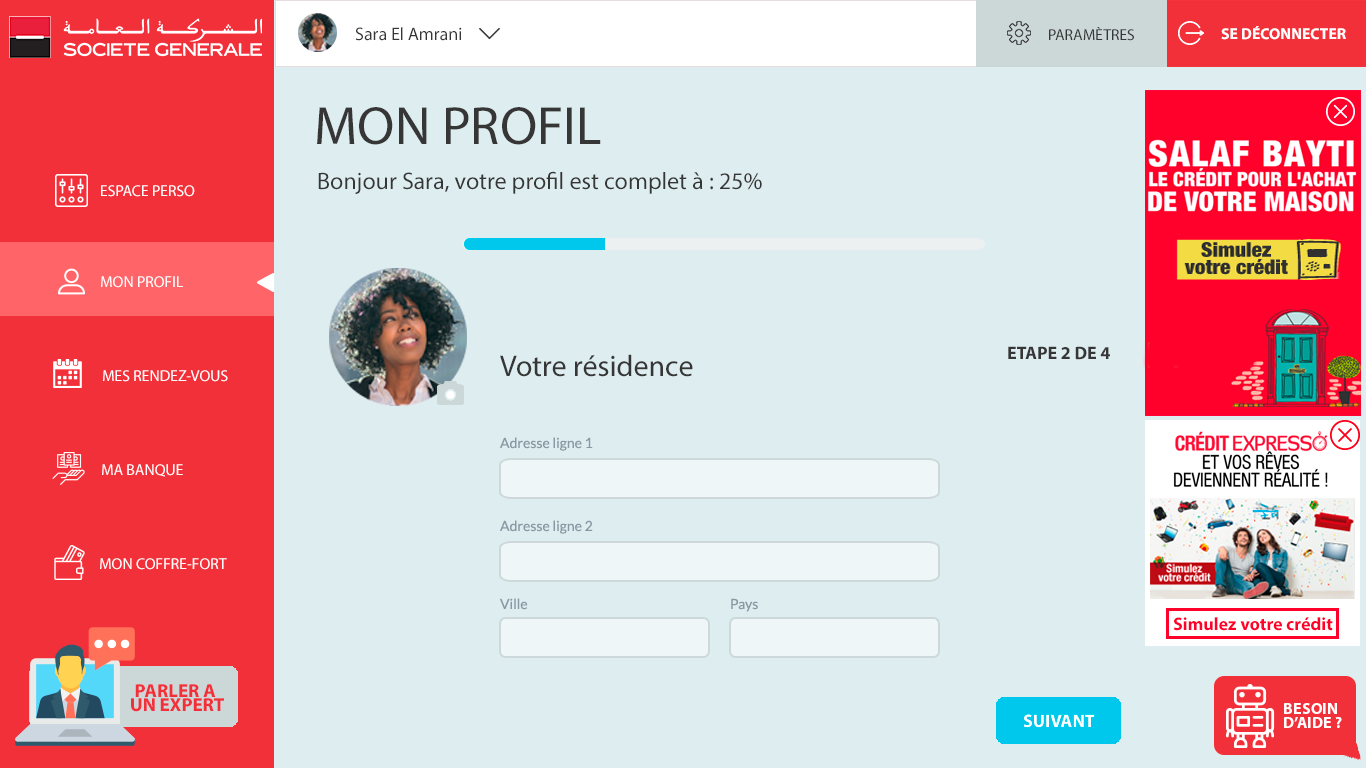 الـشـركـة الـعـامـة
SOCIETE GENERALE
Sara El Amrani
PARAMÈTRES
SE DÉCONNECTER
ESPACE PERSO
MON PROFIL
MES RENDEZ-VOUS
MA BANQUE
MON COFFRE-FORT
PARLER A
UN EXPERT
MON PROFIL
Bonjour Sara, votre profil est complet à : 25%
Votre résidence
ETAPE 2 DE 4
Adresse ligne 1
Adresse ligne 2
Ville
Pays
SUIVANT
SALAF BAYTI
LE CRÉDIT POUR L'ACHAT
DE VOTRE MAISON
Simulez
votre crédit
CRÉDIT EXPRESSO
ET VOS RÊVES
DEVIENNENT RÉALITÉ !
Simulez
votre crédit
Simulez votre crédit
BESOIN
D'AIDE ?